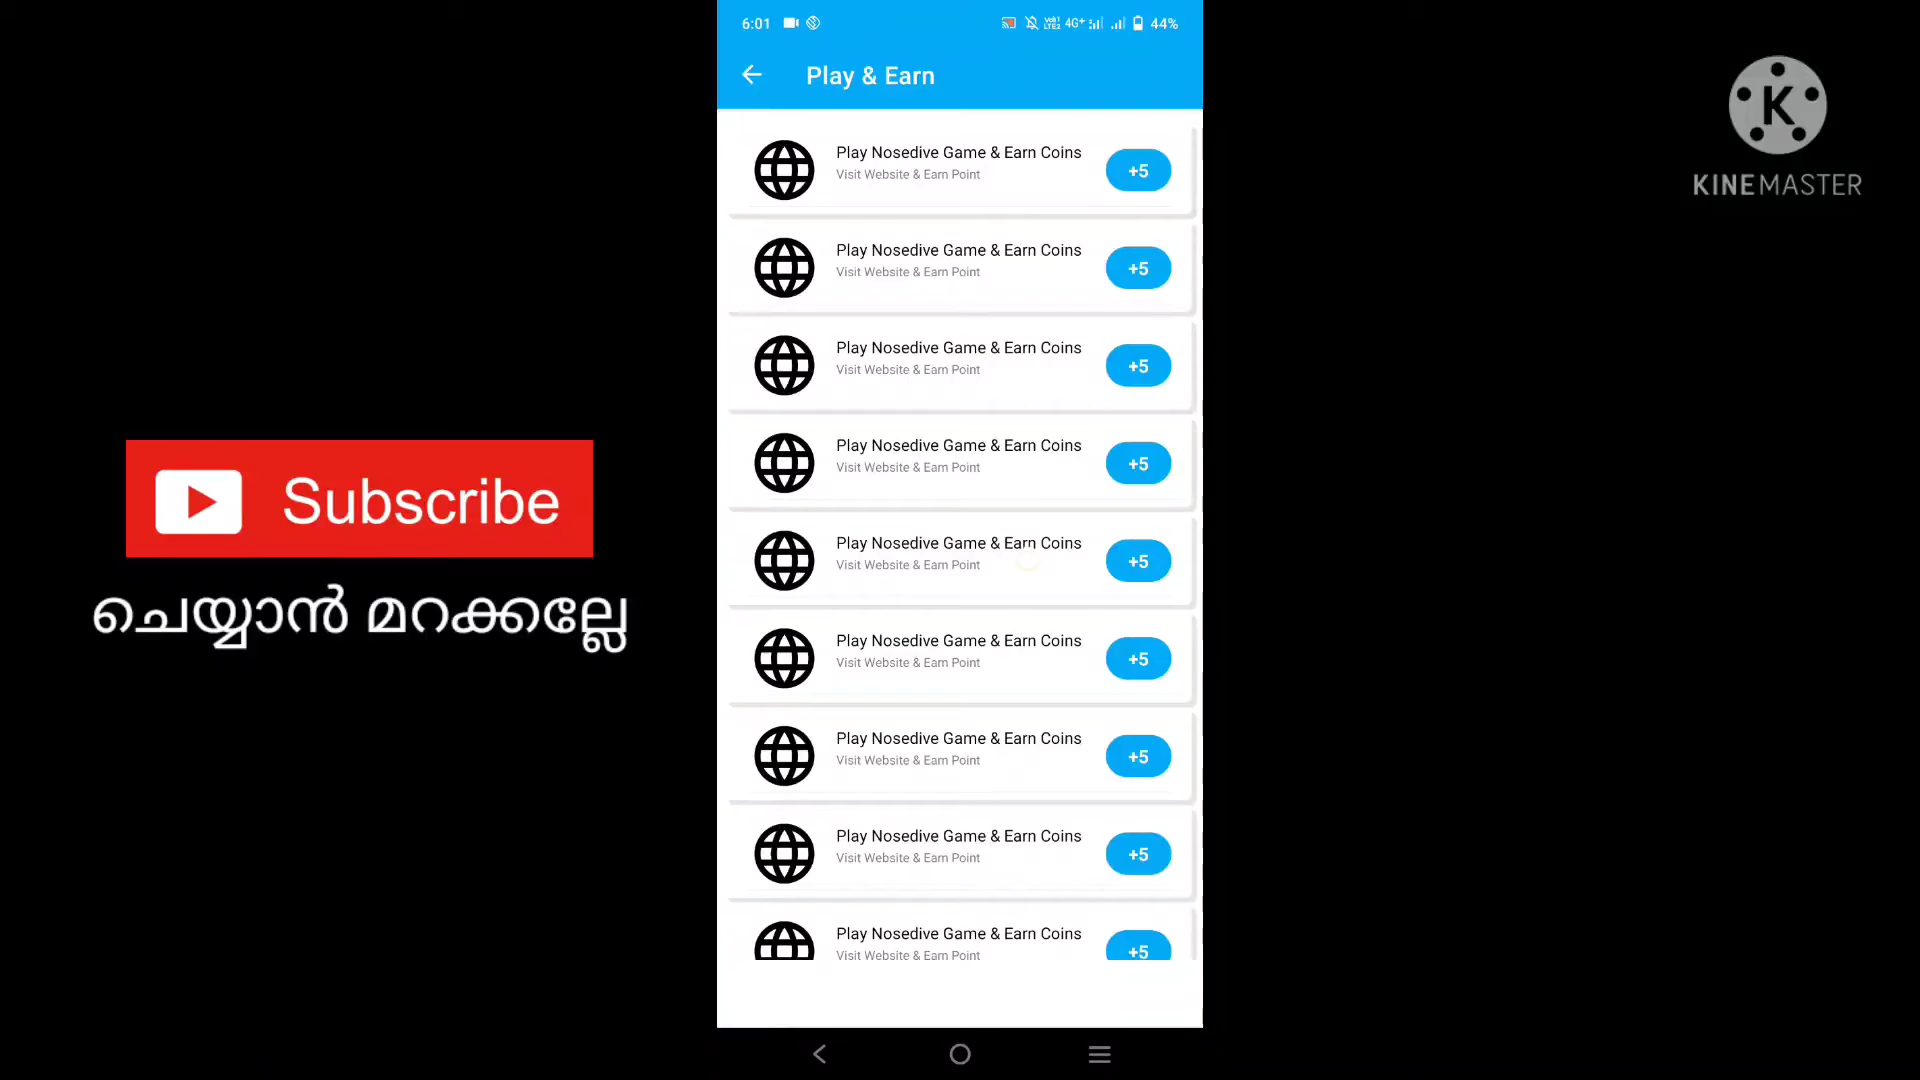 6:01
VoLTE2 4G+ 44%
Play & Earn
Play Nosedive Game & Earn Coins
Visit Website & Earn Point
+5
Play Nosedive Game & Earn Coins
Visit Website & Earn Point
+5
Play Nosedive Game & Earn Coins
Visit Website & Earn Point
+5
Play Nosedive Game & Earn Coins
Visit Website & Earn Point
+5
Play Nosedive Game & Earn Coins
Visit Website & Earn Point
+5
Play Nosedive Game & Earn Coins
Visit Website & Earn Point
+5
Play Nosedive Game & Earn Coins
Visit Website & Earn Point
+5
Play Nosedive Game & Earn Coins
Visit Website & Earn Point
+5
Play Nosedive Game & Earn Coins
Visit Website & Earn Point
+5
Subscribe
ചെയ്യാൻ മറക്കല്ലേ
K
KINEMASTER